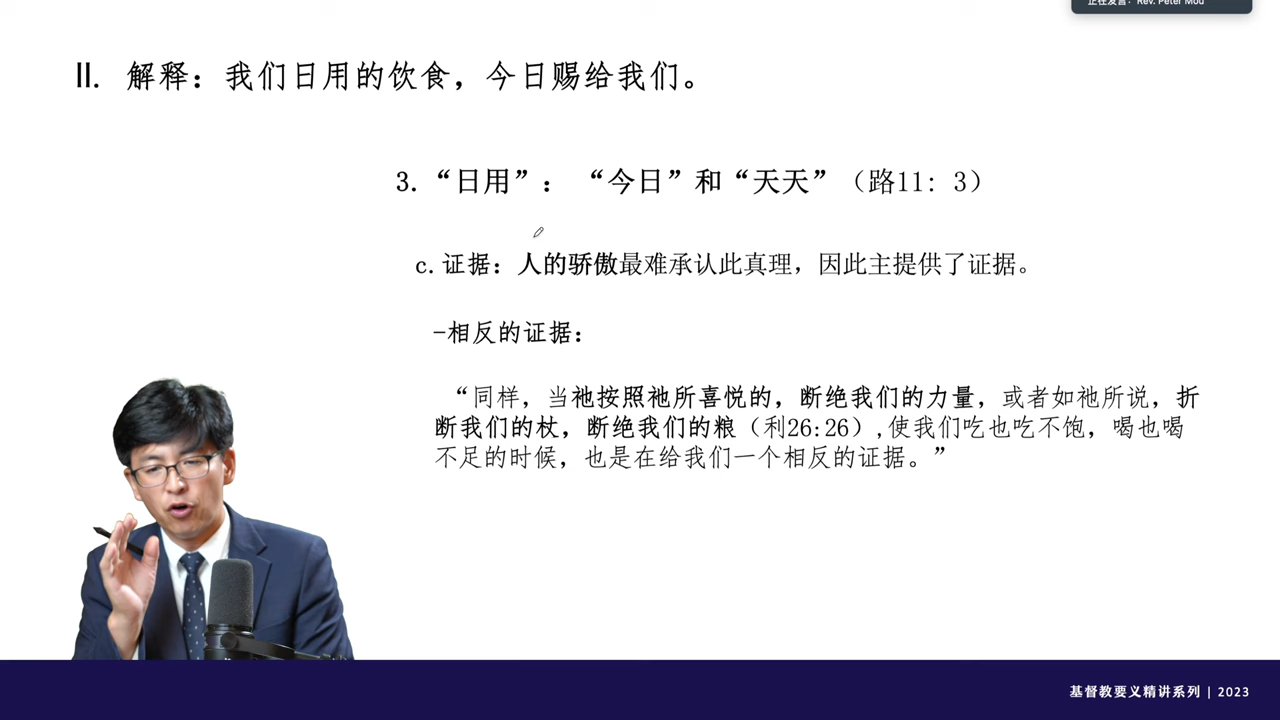 正在发言: Rev. Peter Mou
II. 解释：我们日用的饮食，今日赐给我们。
3. “日用”： “今日”和“天天”（路11: 3）
c. 证据：人的骄傲最难承认此真理，因此主提供了证据。
-相反的证据：
“同样，当祂按照祂所喜悦的，断绝我们的力量，或者如祂所说，折
断我们的杖，断绝我们的粮（利26:26）,使我们吃也吃不饱，喝也喝
不足的时候，也是在给我们一个相反的证据。”
基督教要义精讲系列 | 2023